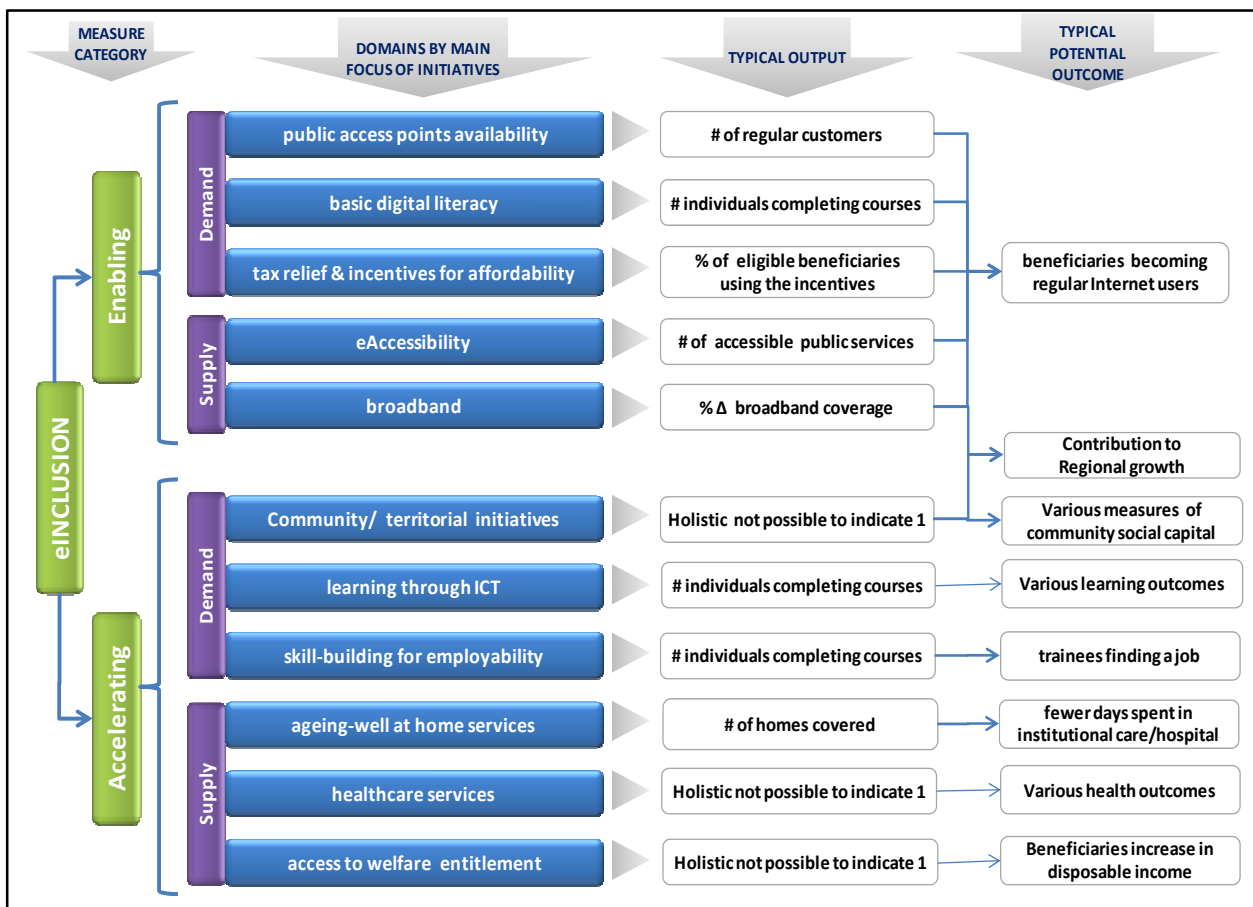 MEASURE
CATEGORY
DOMAINS BY MAIN
FOCUS OF INITIATIVES
TYPICAL OUTPUT
TYPICAL
POTENTIAL
OUTCOME
eINCLUSION
Enabling
Demand
public access points availability
# of regular customers
basic digital literacy
# individuals completing courses
tax relief & incentives for affordability
% of eligible beneficiaries
using the incentives
beneficiaries becoming
regular Internet users
Supply
eAccessibility
# of accessible public services
broadband
% Δ broadband coverage
Contribution to
Regional growth
Accelerating
Demand
Community/ territorial initiatives
Holistic not possible to indicate 1
Various measures of
community social capital
learning through ICT
# individuals completing courses
Various learning outcomes
skill-building for employability
# individuals completing courses
trainees finding a job
Supply
ageing-well at home services
# of homes covered
fewer days spent in
institutional care/hospital
healthcare services
Holistic not possible to indicate 1
Various health outcomes
access to welfare entitlement
Holistic not possible to indicate 1
Beneficiaries increase in
disposable income